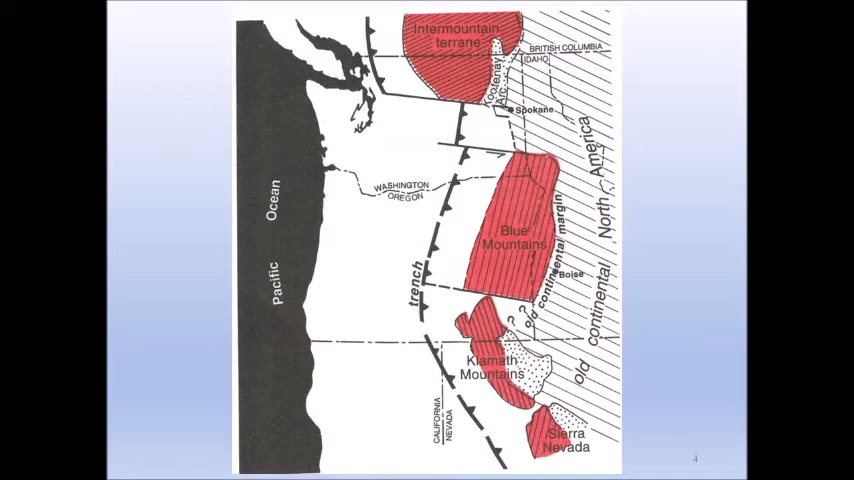 Intermountain
terrane
BRITISH COLUMBIA
IDAHO
Kootenay
Arc
Spokane
WASHINGTON
OREGON
Pacific Ocean
old continental North America
Blue
Mountains
old continental margin
Boise
trench
? ?
Klamath
Mountains
CALIFORNIA
NEVADA
Sierra
Nevada
4